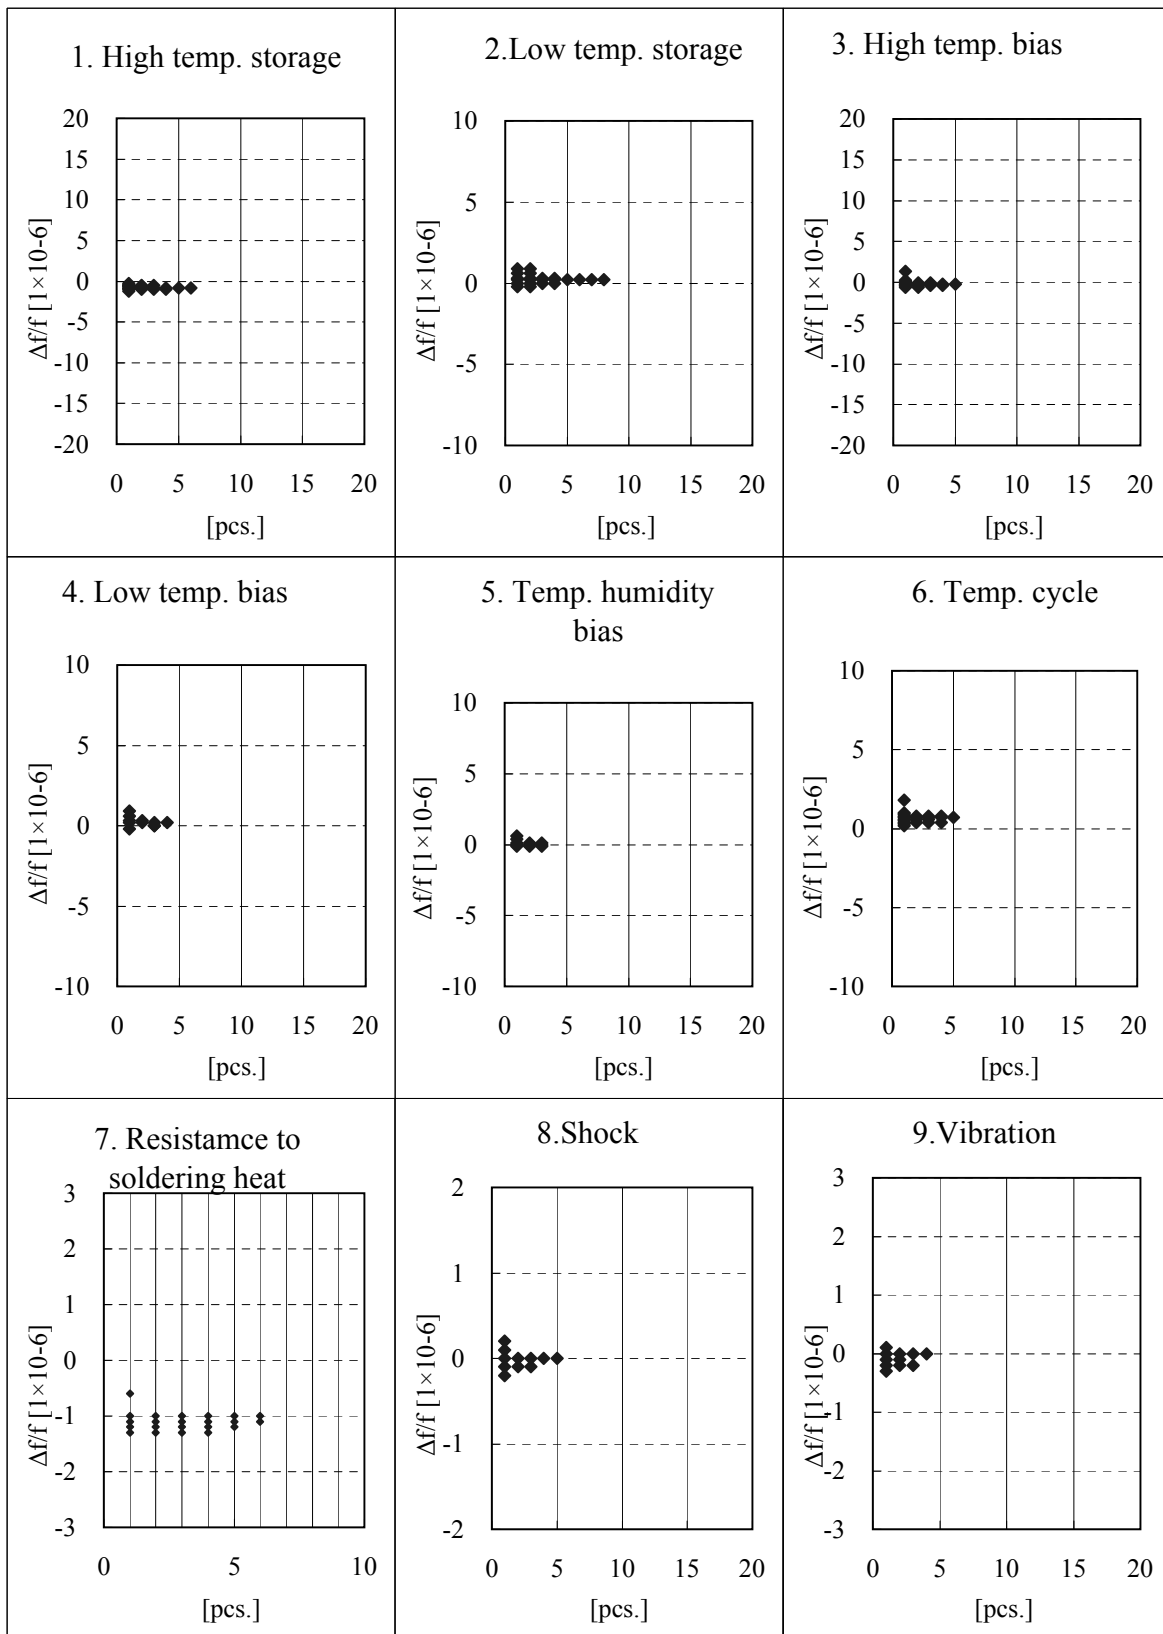 1. High temp. storage
20
15
10
5
0
-5
-10
-15
-20
Δf/f [1×10-6]
0 5 10 15 20
[pcs.]
2.Low temp. storage
10
5
0
-5
-10
Δf/f [1×10-6]
0 5 10 15 20
[pcs.]
3. High temp. bias
20
15
10
5
0
-5
-10
-15
-20
Δf/f [1×10-6]
0 5 10 15 20
[pcs.]
4. Low temp. bias
10
5
0
-5
-10
Δf/f [1×10-6]
0 5 10 15 20
[pcs.]
5. Temp. humidity
bias
10
5
0
-5
-10
Δf/f [1×10-6]
0 5 10 15 20
[pcs.]
6. Temp. cycle
10
5
0
-5
-10
Δf/f [1×10-6]
0 5 10 15 20
[pcs.]
7. Resistamce to
soldering heat
3
2
1
0
-1
-2
-3
Δf/f [1×10-6]
0 5 10
[pcs.]
8.Shock
2
1
0
-1
-2
Δf/f [1×10-6]
0 5 10 15 20
[pcs.]
9.Vibration
3
2
1
0
-1
-2
-3
Δf/f [1×10-6]
0 5 10 15 20
[pcs.]